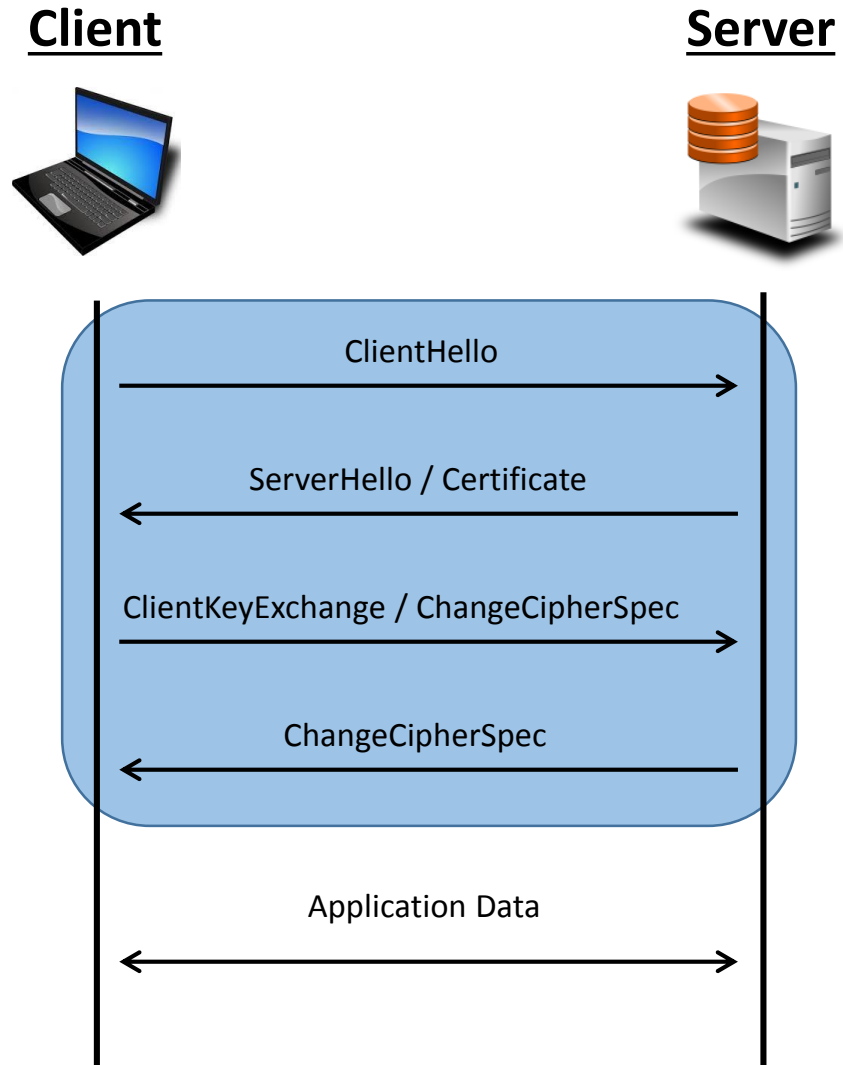 Client
Server
ClientHello
ServerHello / Certificate
ClientKeyExchange / ChangeCipherSpec
ChangeCipherSpec
Application Data